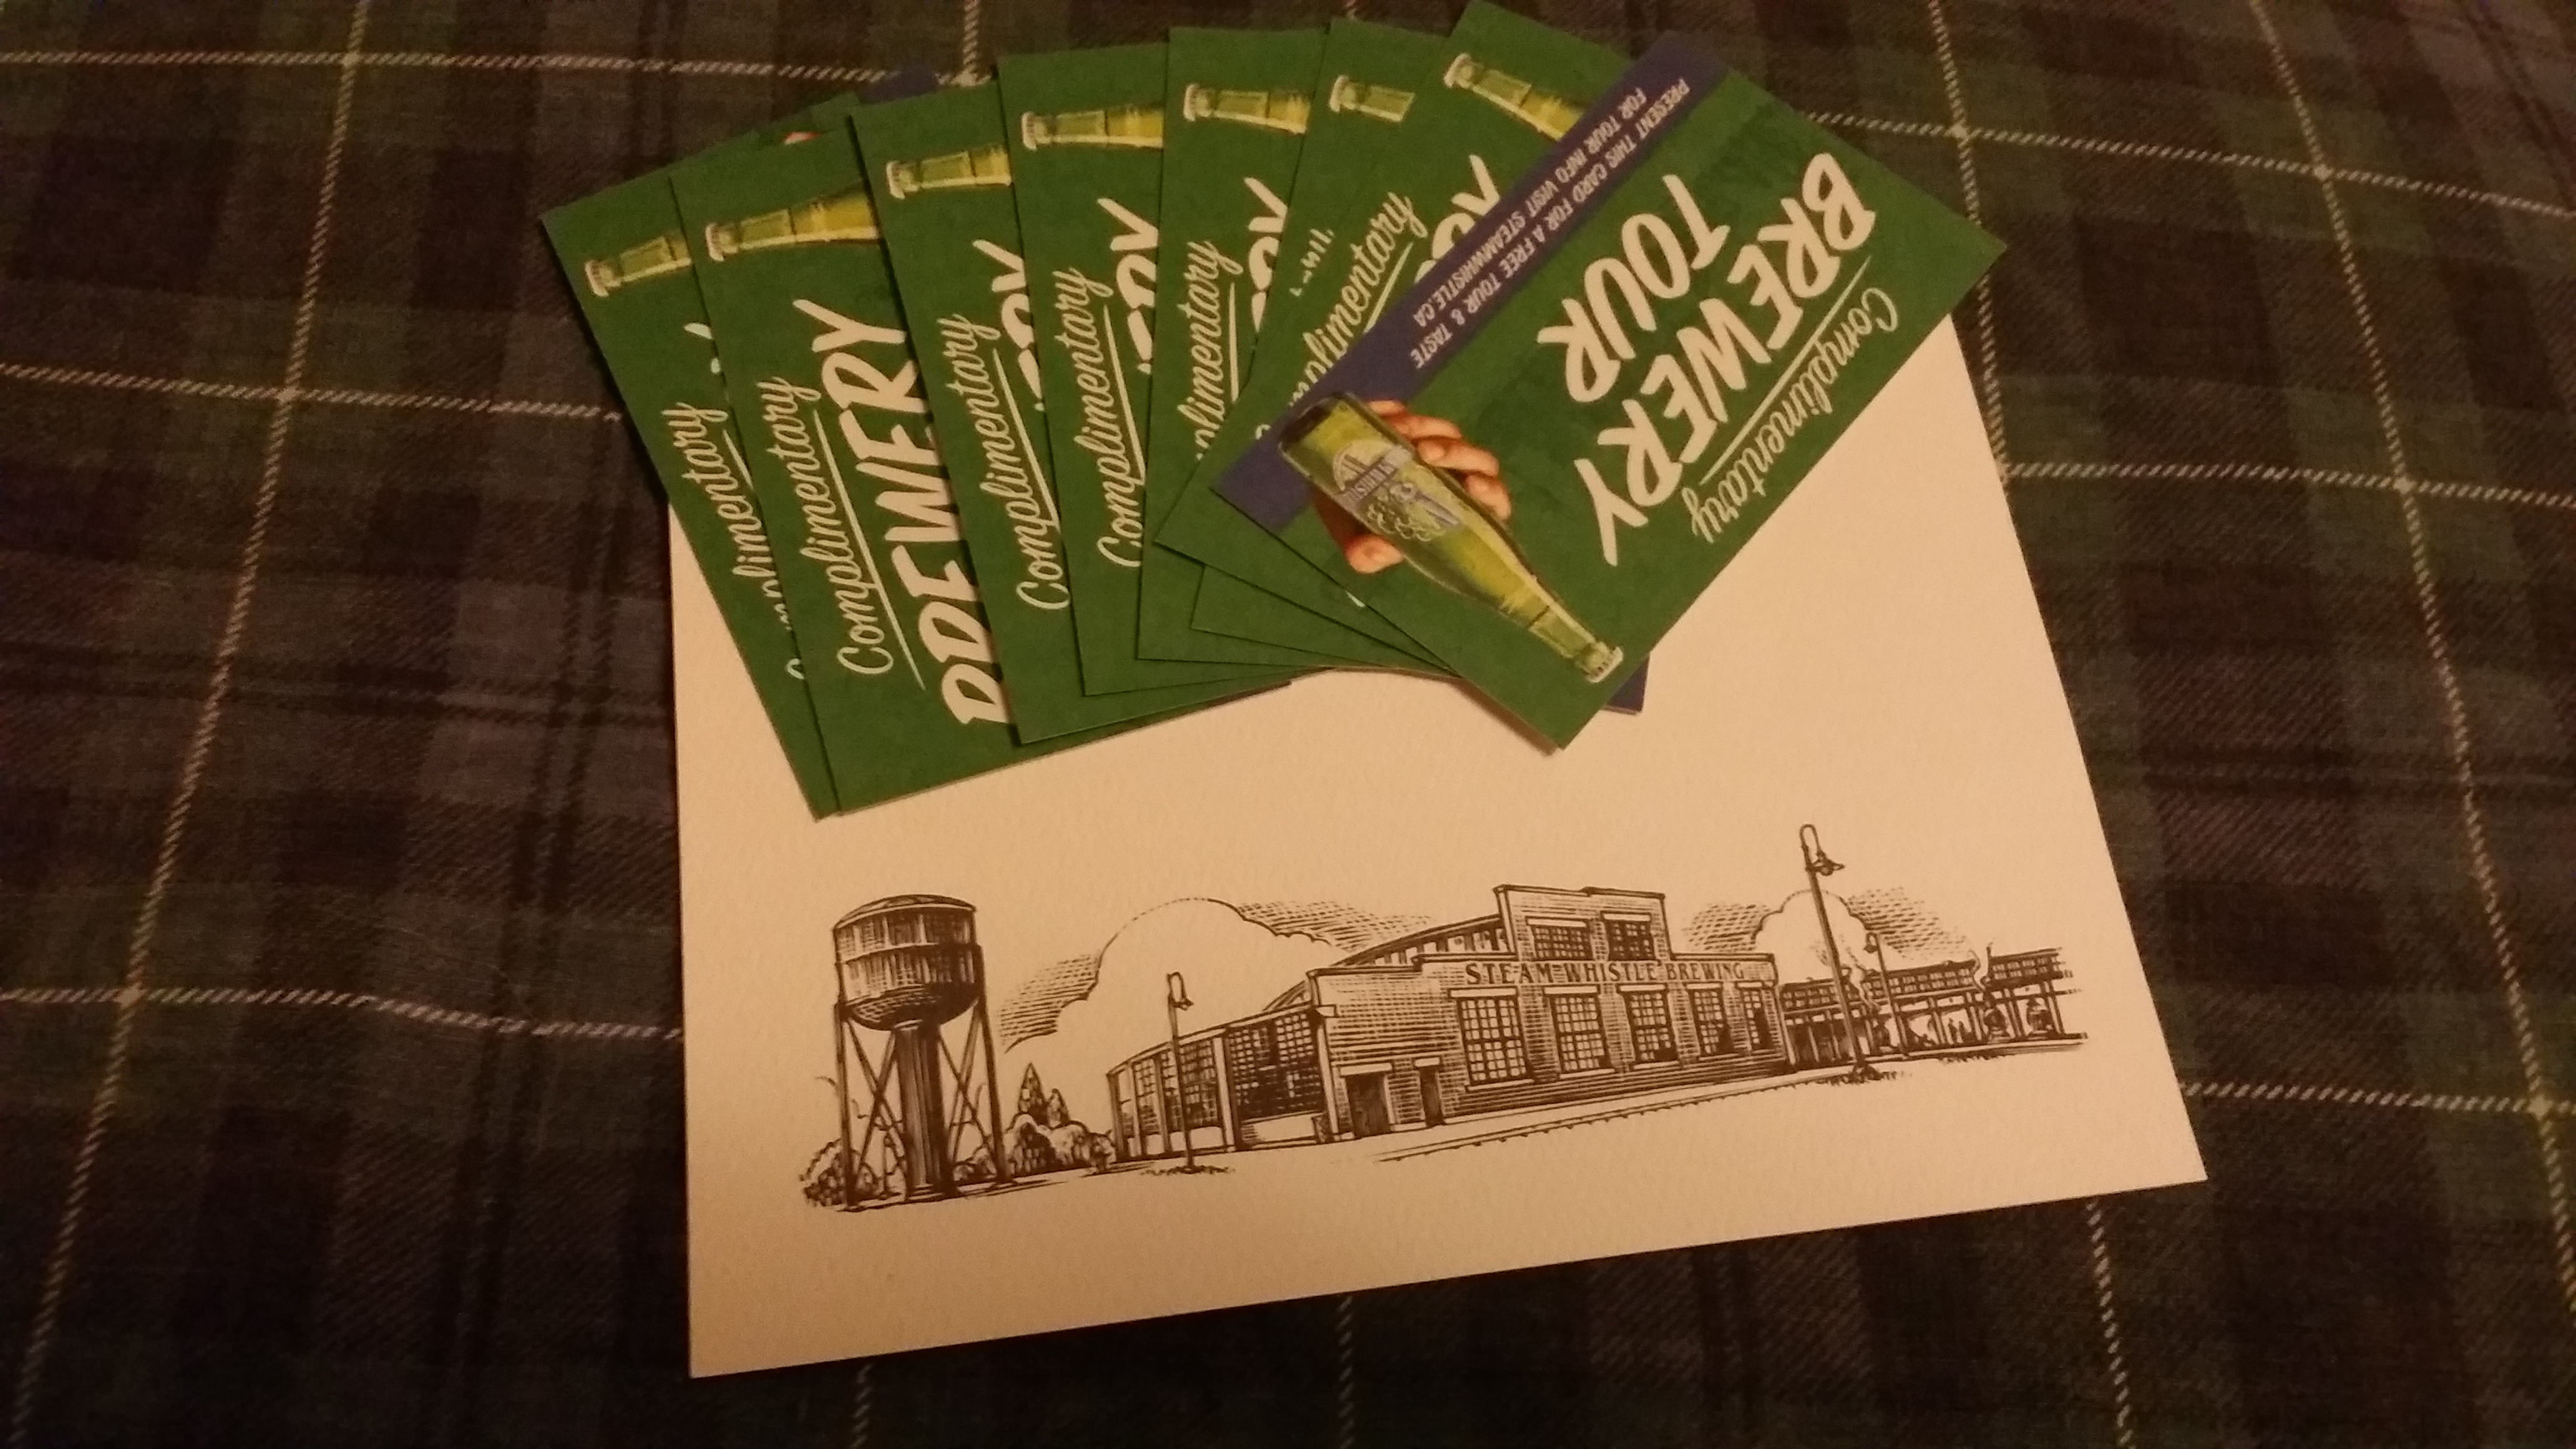 Complimentary
Complimentary
BREWERY
Complimentary
Complimentary
Complimentary
Complimentary
BREWERY
TOUR
PRESENT THIS CARD FOR A FREE TOUR & TASTE
FOR TOUR INFO VISIT STEAMWHISTLE.CA
STEAM WHISTLE BREWING